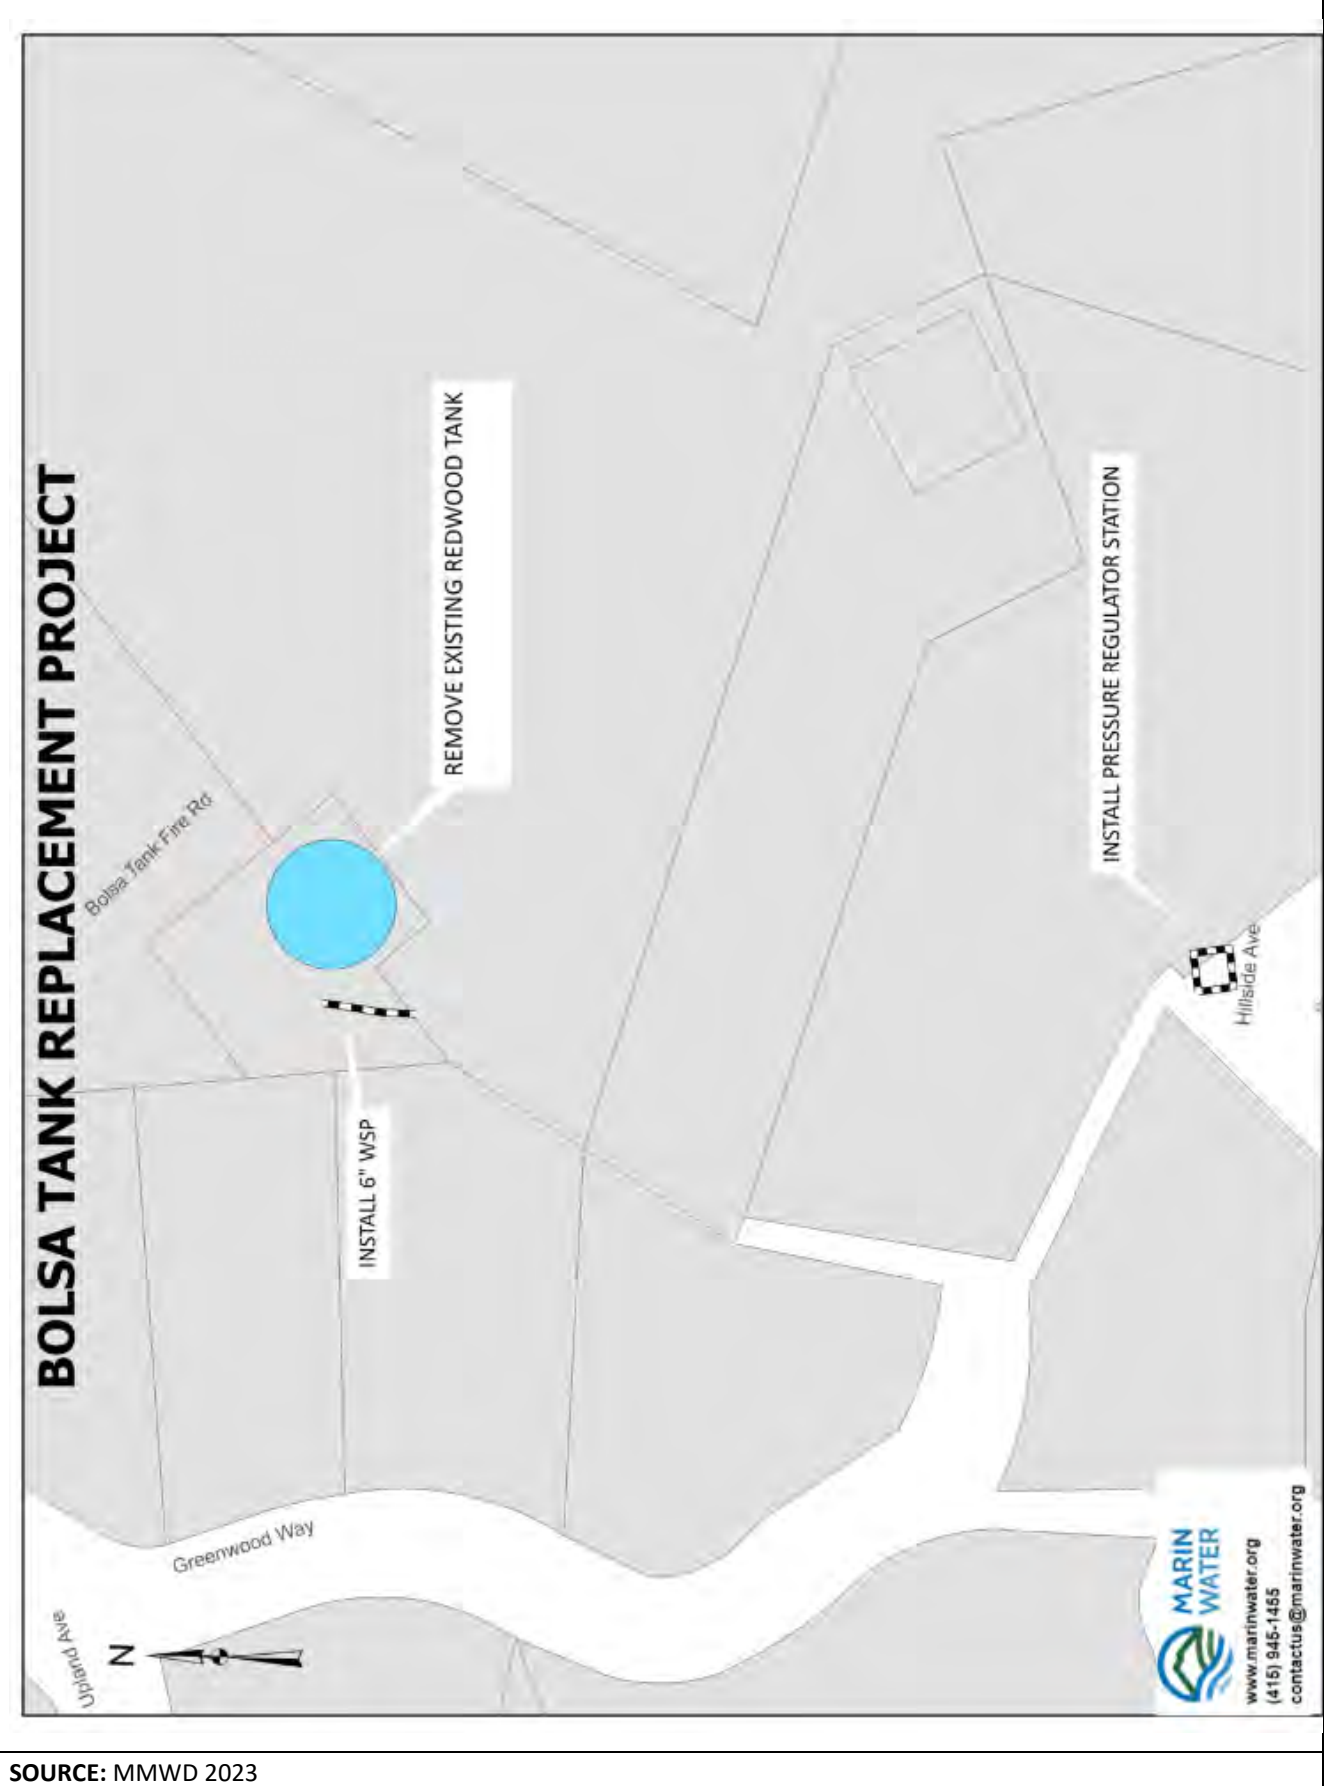 BOLSA TANK REPLACEMENT PROJECT
Upland Ave
N
Greenwood Way
Bolsa Tank Fire Rd
INSTALL 6" WSP
REMOVE EXISTING REDWOOD TANK
INSTALL PRESSURE REGULATOR STATION
Hillside Ave
MARIN
WATER
www.marinwater.org
(415) 945-1455
contactus@marinwater.org
SOURCE: MMWD 2023